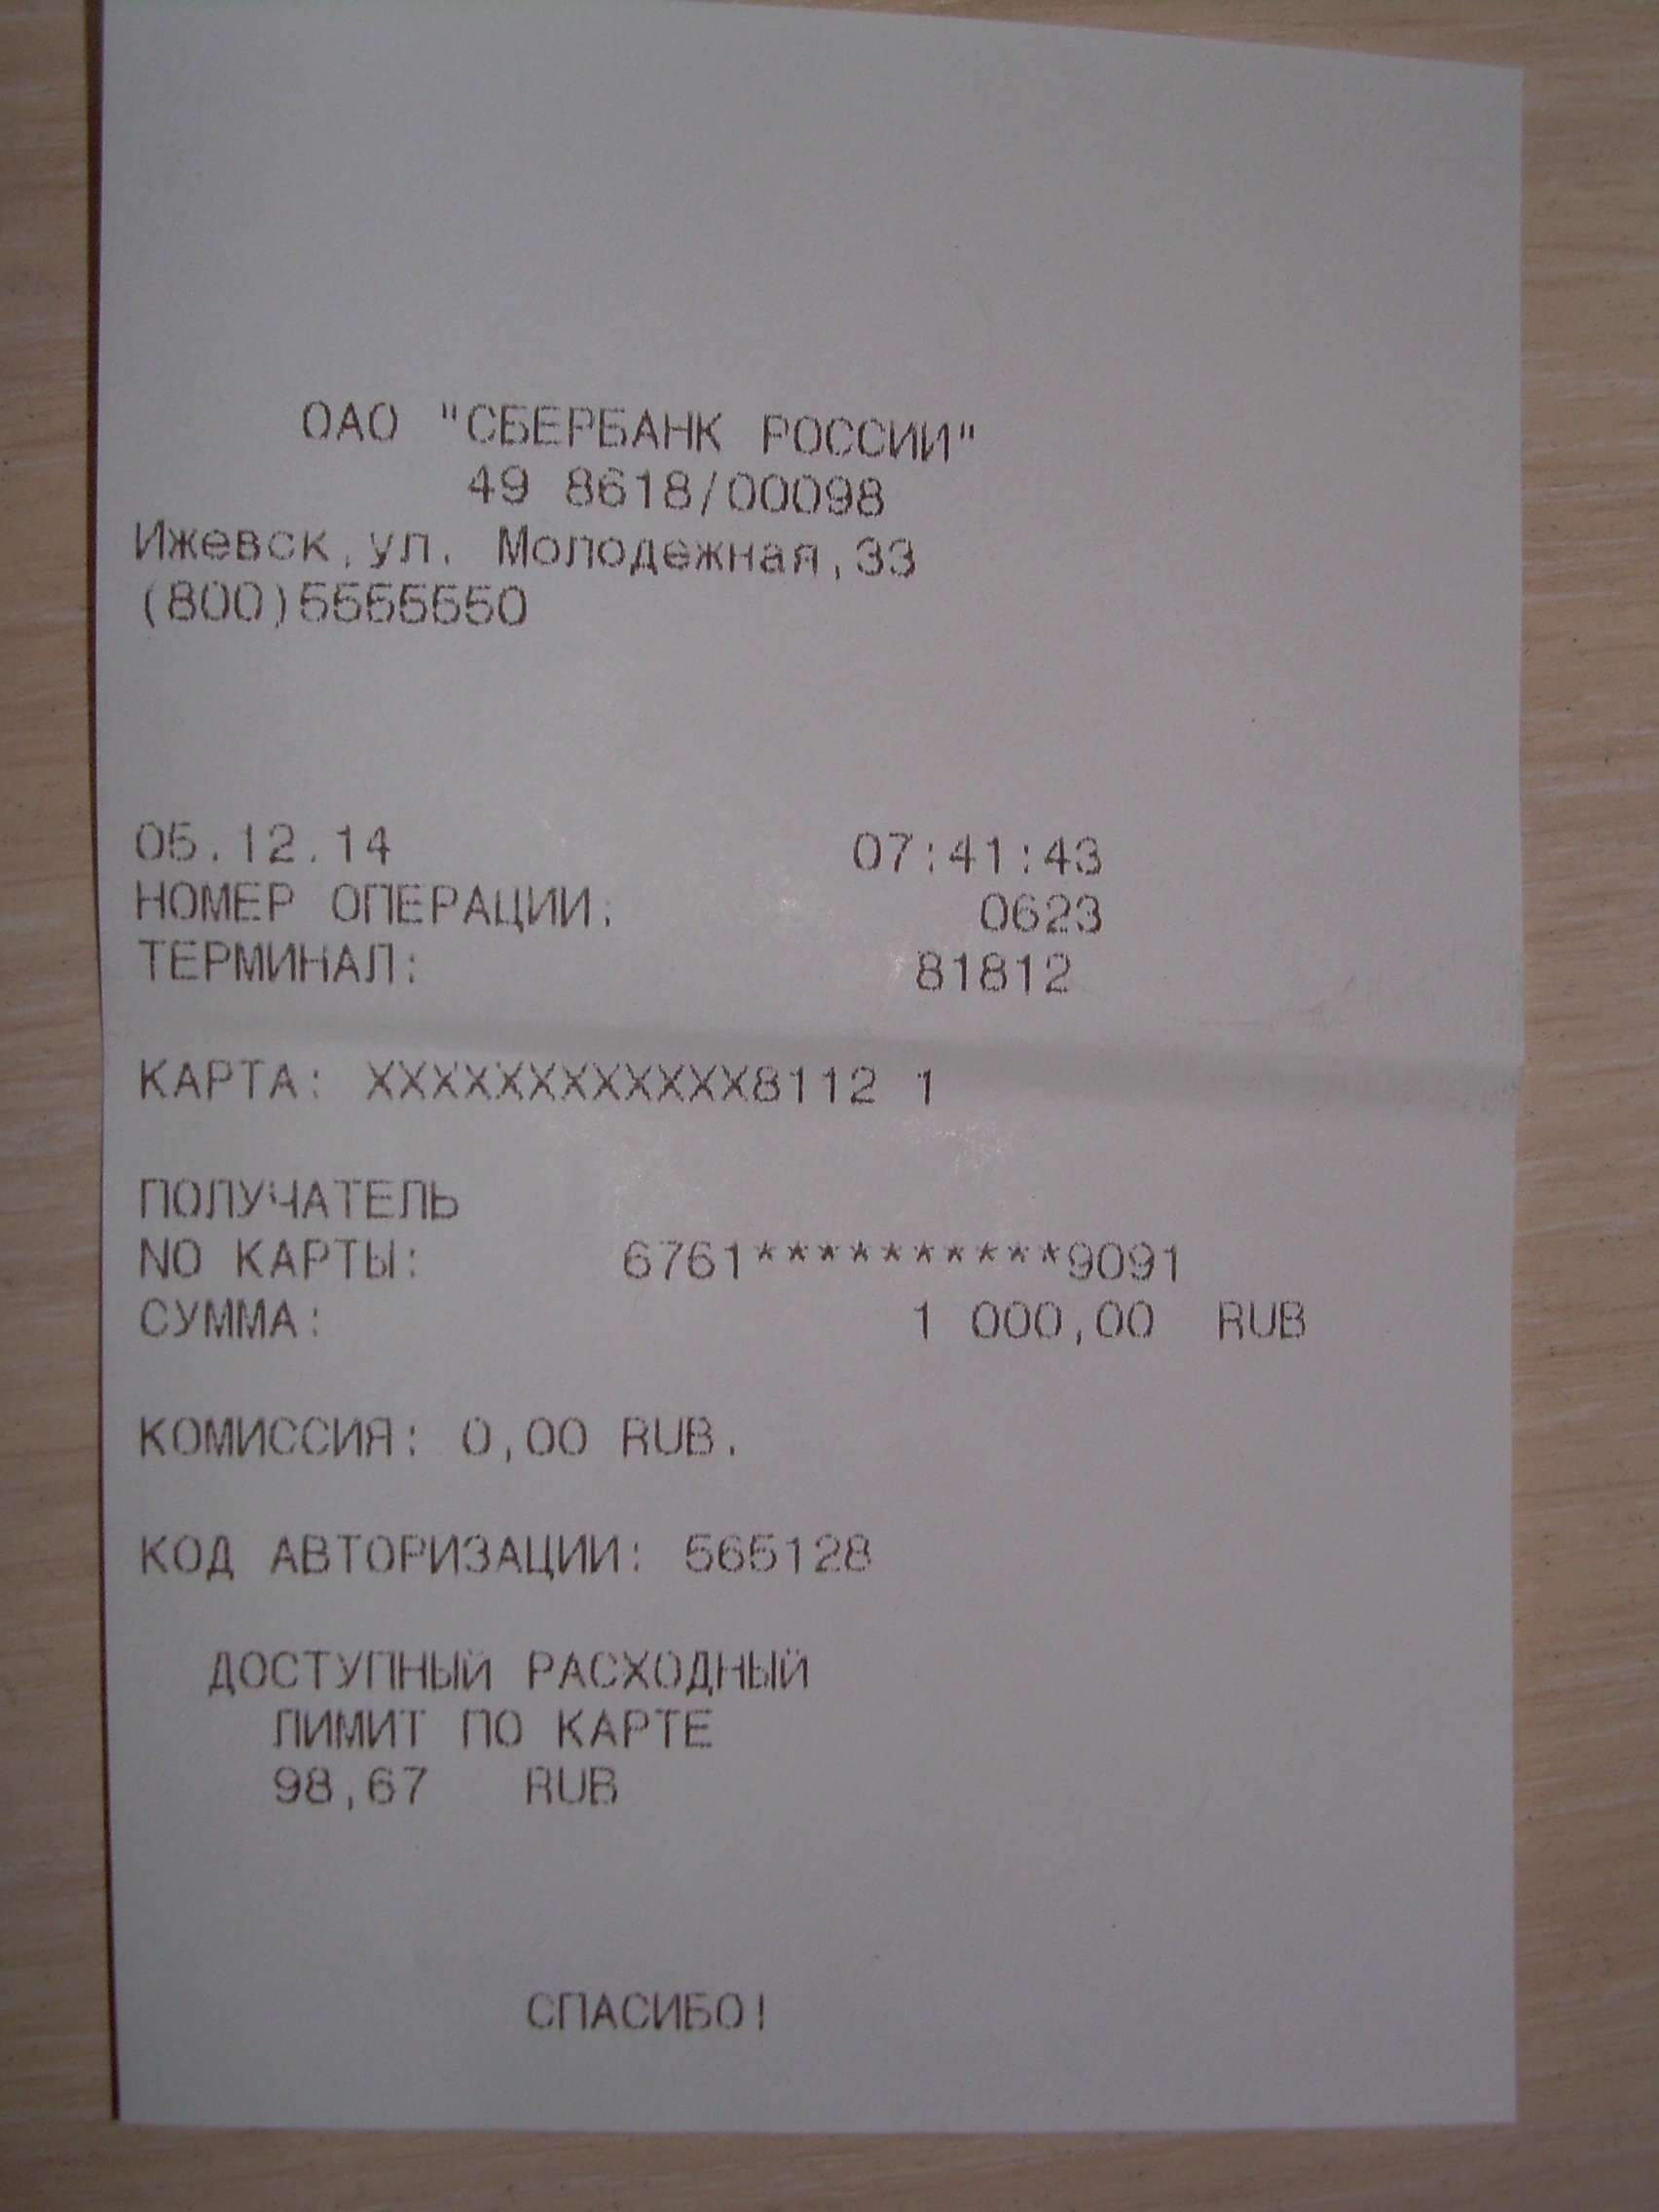 ОАО "СБЕРБАНК РОССИИ"
49 8618/00098
Ижевск,ул. Молодежная,33
(800)5555550
05.12.14 07:41:43
НОМЕР ОПЕРАЦИИ: 0623
ТЕРМИНАЛ: 81812
КАРТА: XXXXXXXXXXXX8112 1
ПОЛУЧАТЕЛЬ
NO КАРТЫ: 6761**********9091
СУММА: 1 000,00 RUB
КОМИССИЯ: 0,00 RUB.
КОД АВТОРИЗАЦИИ: 565128
ДОСТУПНЫЙ РАСХОДНЫЙ
ЛИМИТ ПО КАРТЕ
98,67 RUB
СПАСИБО!